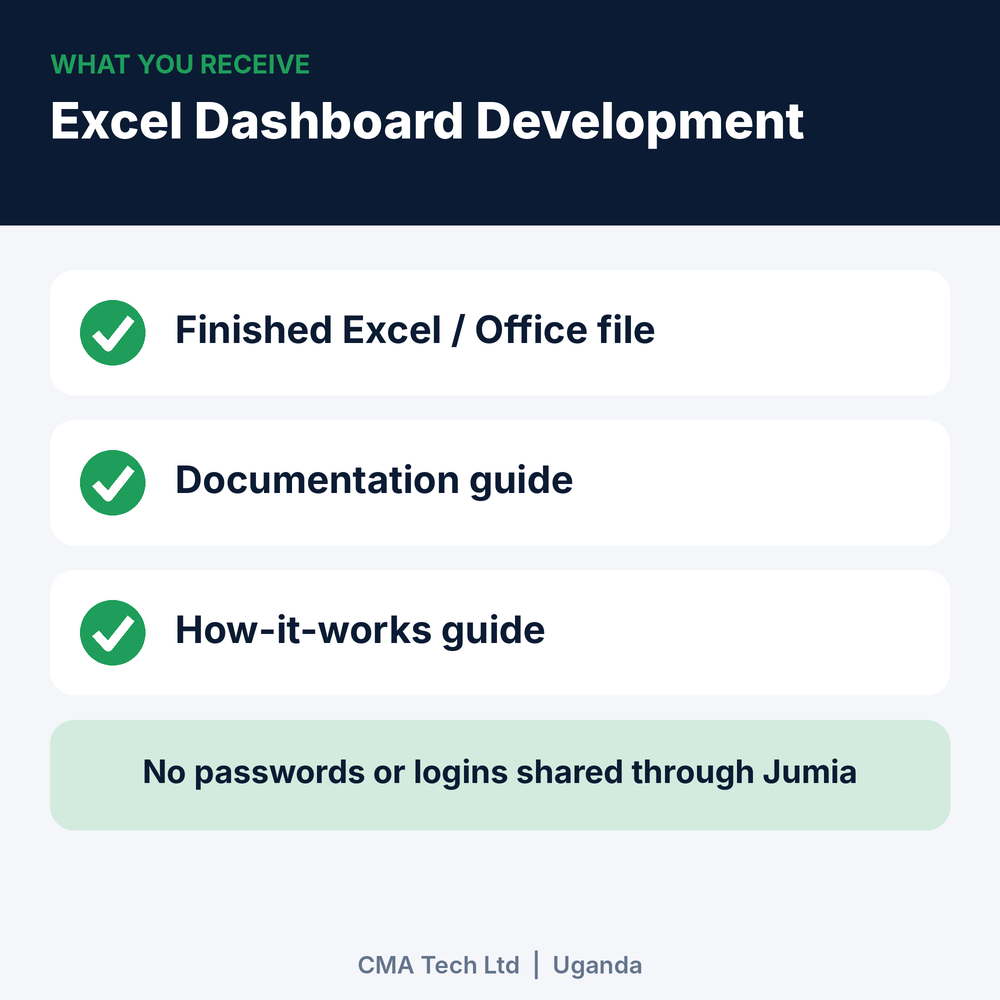 WHAT YOU RECEIVE
Excel Dashboard Development
Finished Excel / Office file
Documentation guide
How-it-works guide
No passwords or logins shared through Jumia
CMA Tech Ltd | Uganda